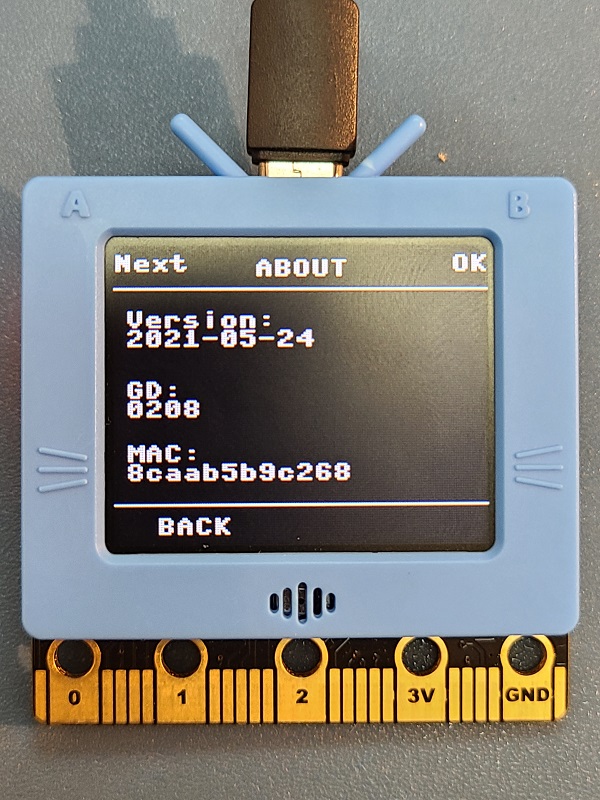 A B
Next ABOUT OK
Version:
2021-05-24
GD:
0208
MAC:
8caab5b9c268
BACK
0 1 2 3V GND